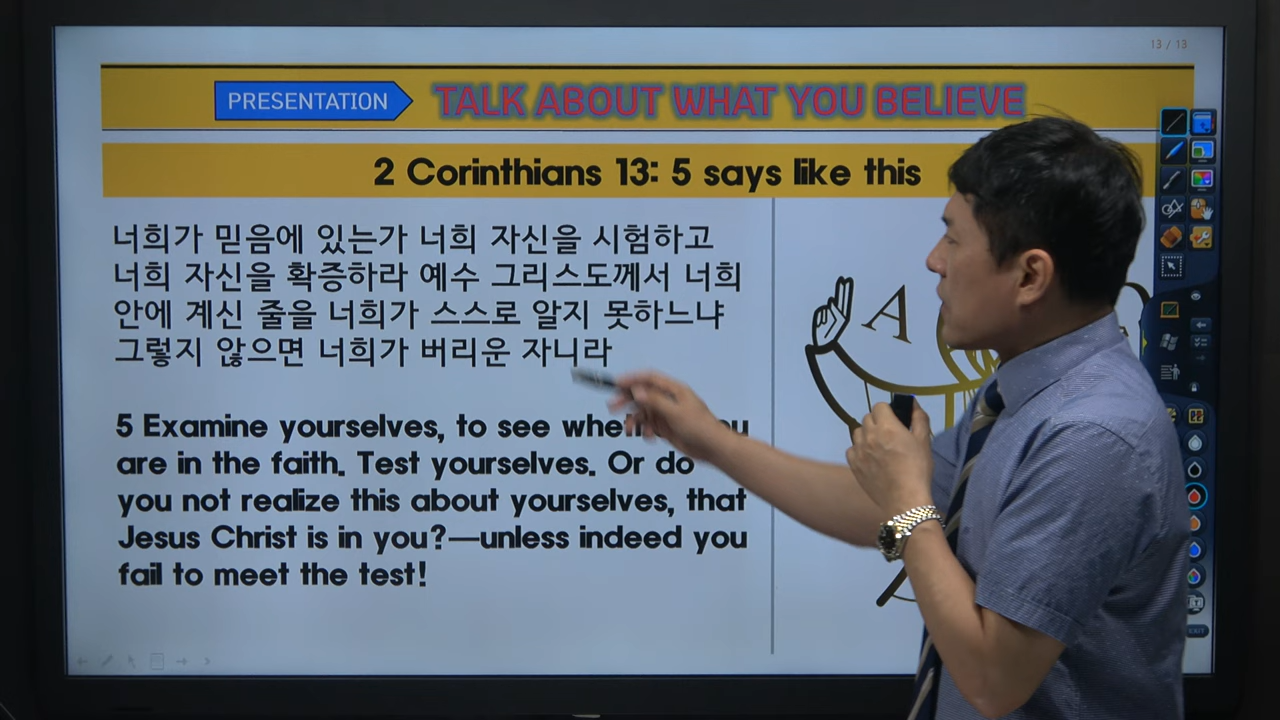 13 / 13
PRESENTATION
TALK ABOUT WHAT YOU BELIEVE
2 Corinthians 13: 5 says like this
너희가 믿음에 있는가 너희 자신을 시험하고
너희 자신을 확증하라 예수 그리스도께서 너희
안에 계신 줄을 너희가 스스로 알지 못하느냐
그렇지 않으면 너희가 버리운 자니라
5 Examine yourselves, to see
are in the faith. Test yourselves. Or do
you not realize this about yourselves, that
Jesus Christ is in you?—unless indeed you
fail to meet the test!
A
EXIT